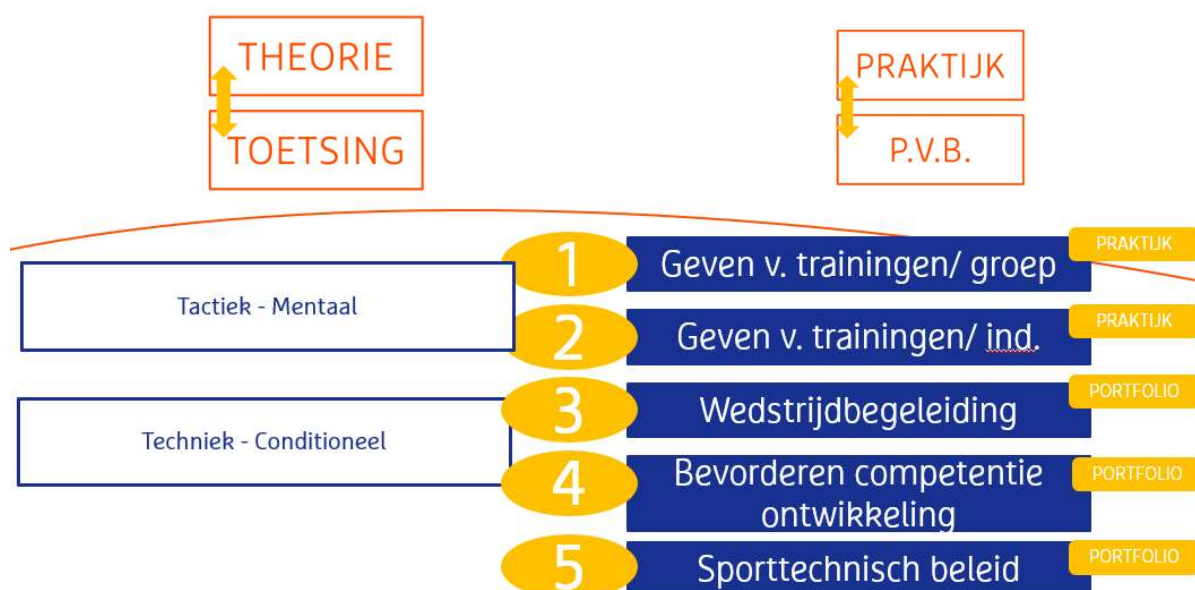 THEORIE
TOETSING
PRAKTIJK
P.V.B.
Tactiek - Mentaal
Techniek - Conditioneel
1
Geven v. trainingen/ groep
PRAKTIJK
2
Geven v. trainingen/ ind.
PRAKTIJK
3
Wedstrijdbegeleiding
PORTFOLIO
4
Bevorderen competentie
ontwikkeling
PORTFOLIO
5
Sporttechnisch beleid
PORTFOLIO